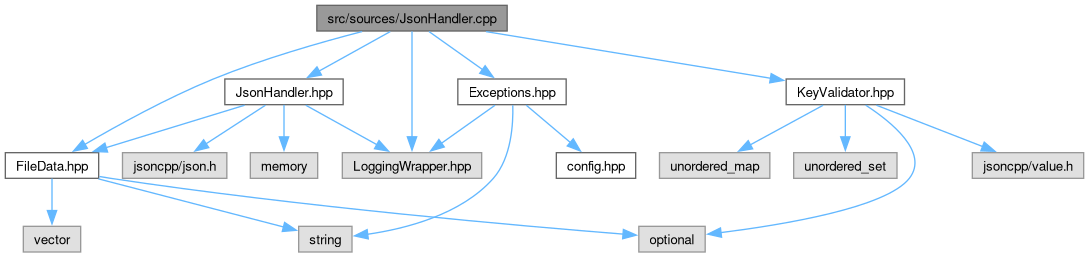 src/sources/JsonHandler.cpp
JsonHandler.hpp
Exceptions.hpp
KeyValidator.hpp
FileData.hpp
jsoncpp/json.h
memory
LoggingWrapper.hpp
config.hpp
unordered_map
unordered_set
jsoncpp/value.h
vector
string
optional